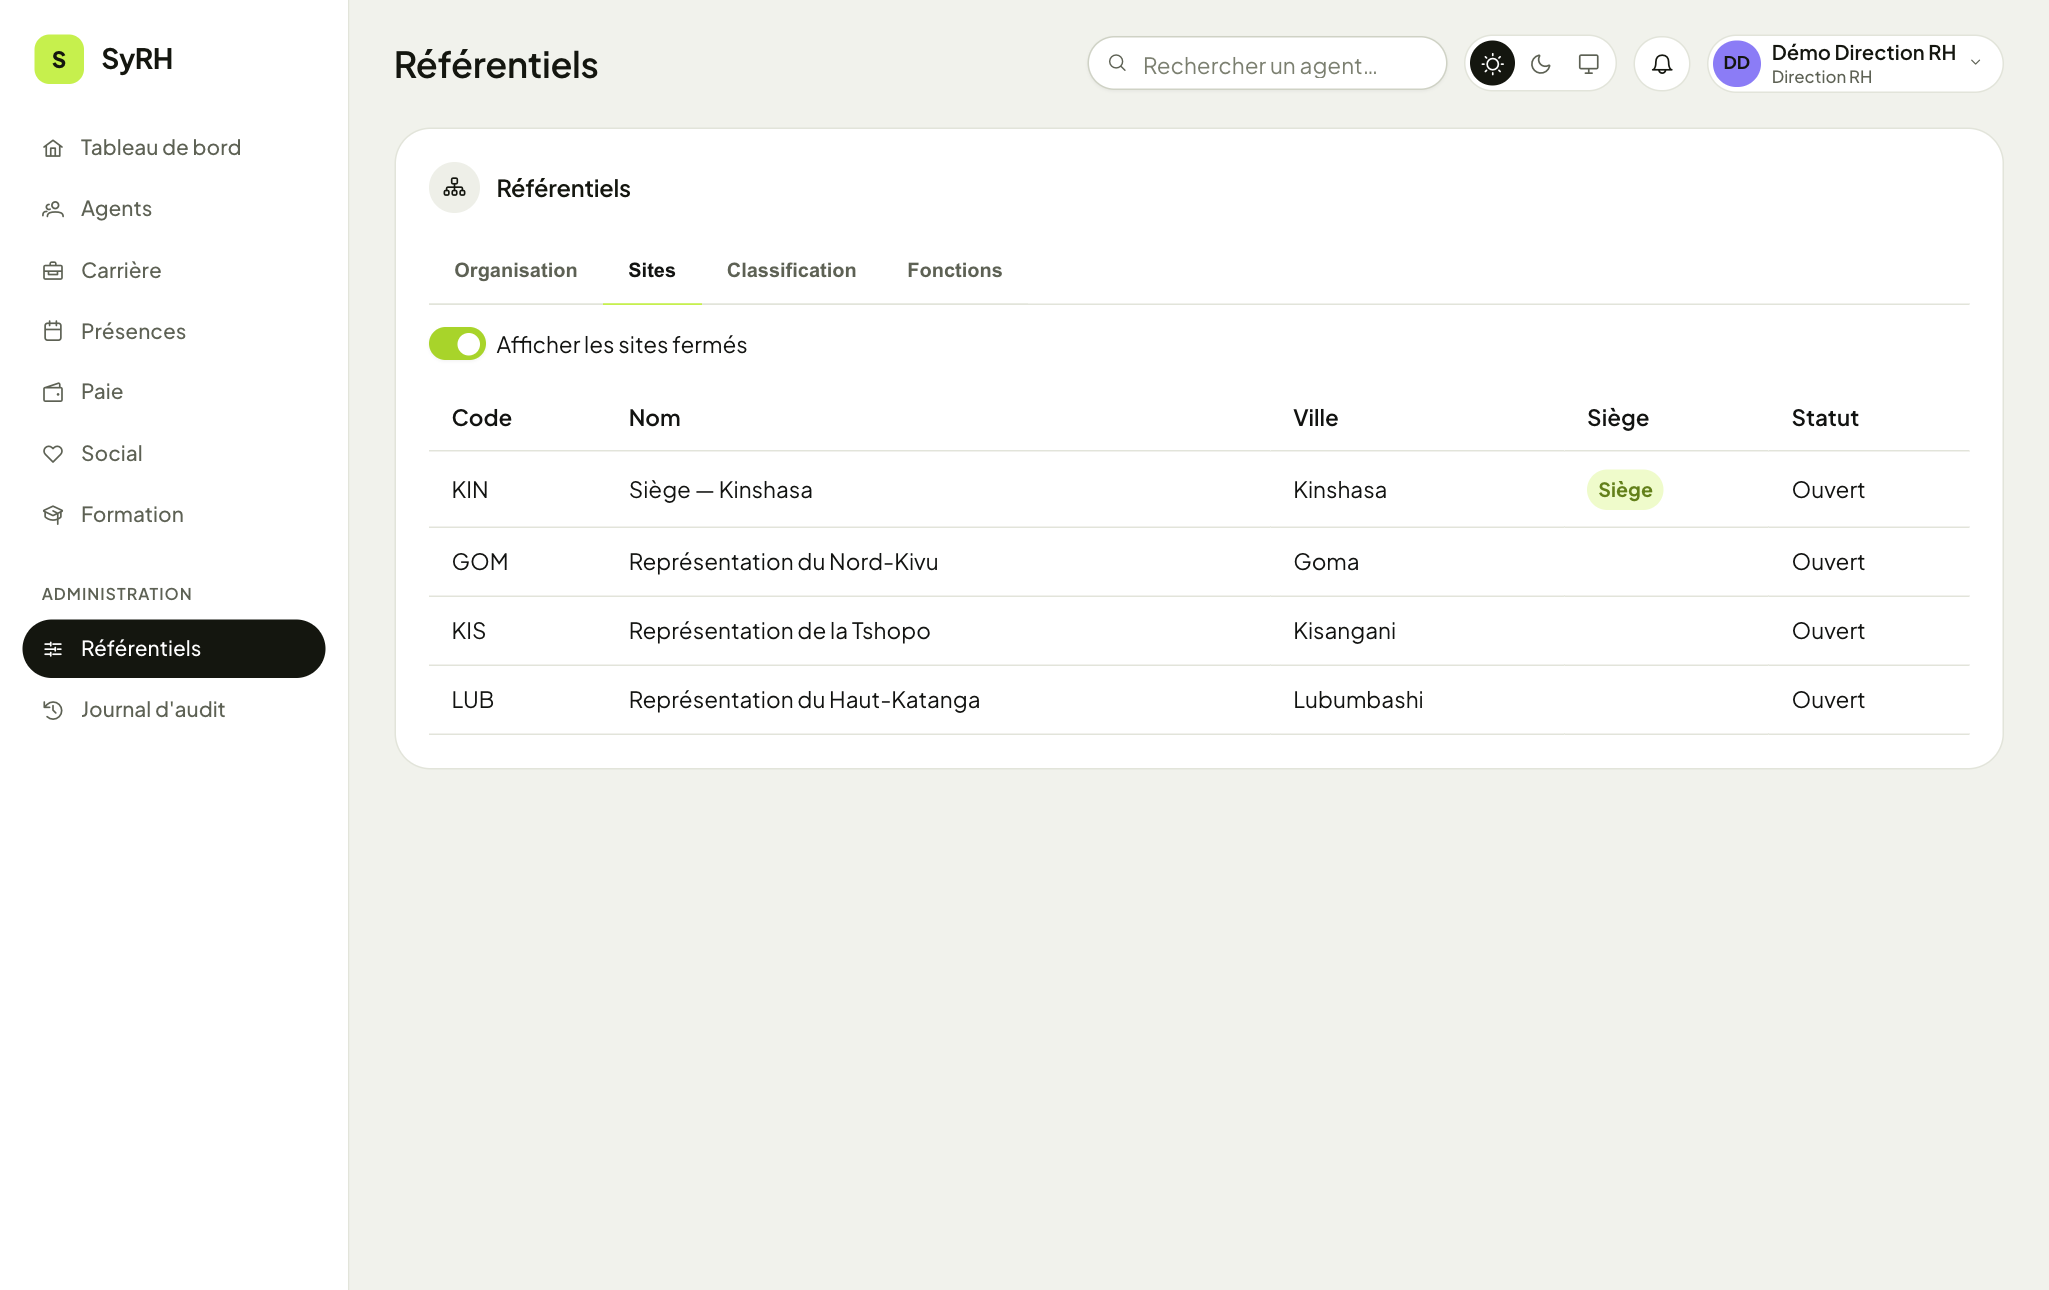 S SyRH
Référentiels
Rechercher un agent...
DD
Démo Direction RH
Direction RH
Tableau de bord
Agents
Carrière
Présences
Paie
Social
Formation
ADMINISTRATION
Référentiels
Journal d'audit
Référentiels
Organisation Sites Classification Fonctions
Afficher les sites fermés
Code Nom Ville Siège Statut
KIN Siège — Kinshasa Kinshasa Siège Ouvert
GOM Représentation du Nord-Kivu Goma Ouvert
KIS Représentation de la Tshopo Kisangani Ouvert
LUB Représentation du Haut-Katanga Lubumbashi Ouvert